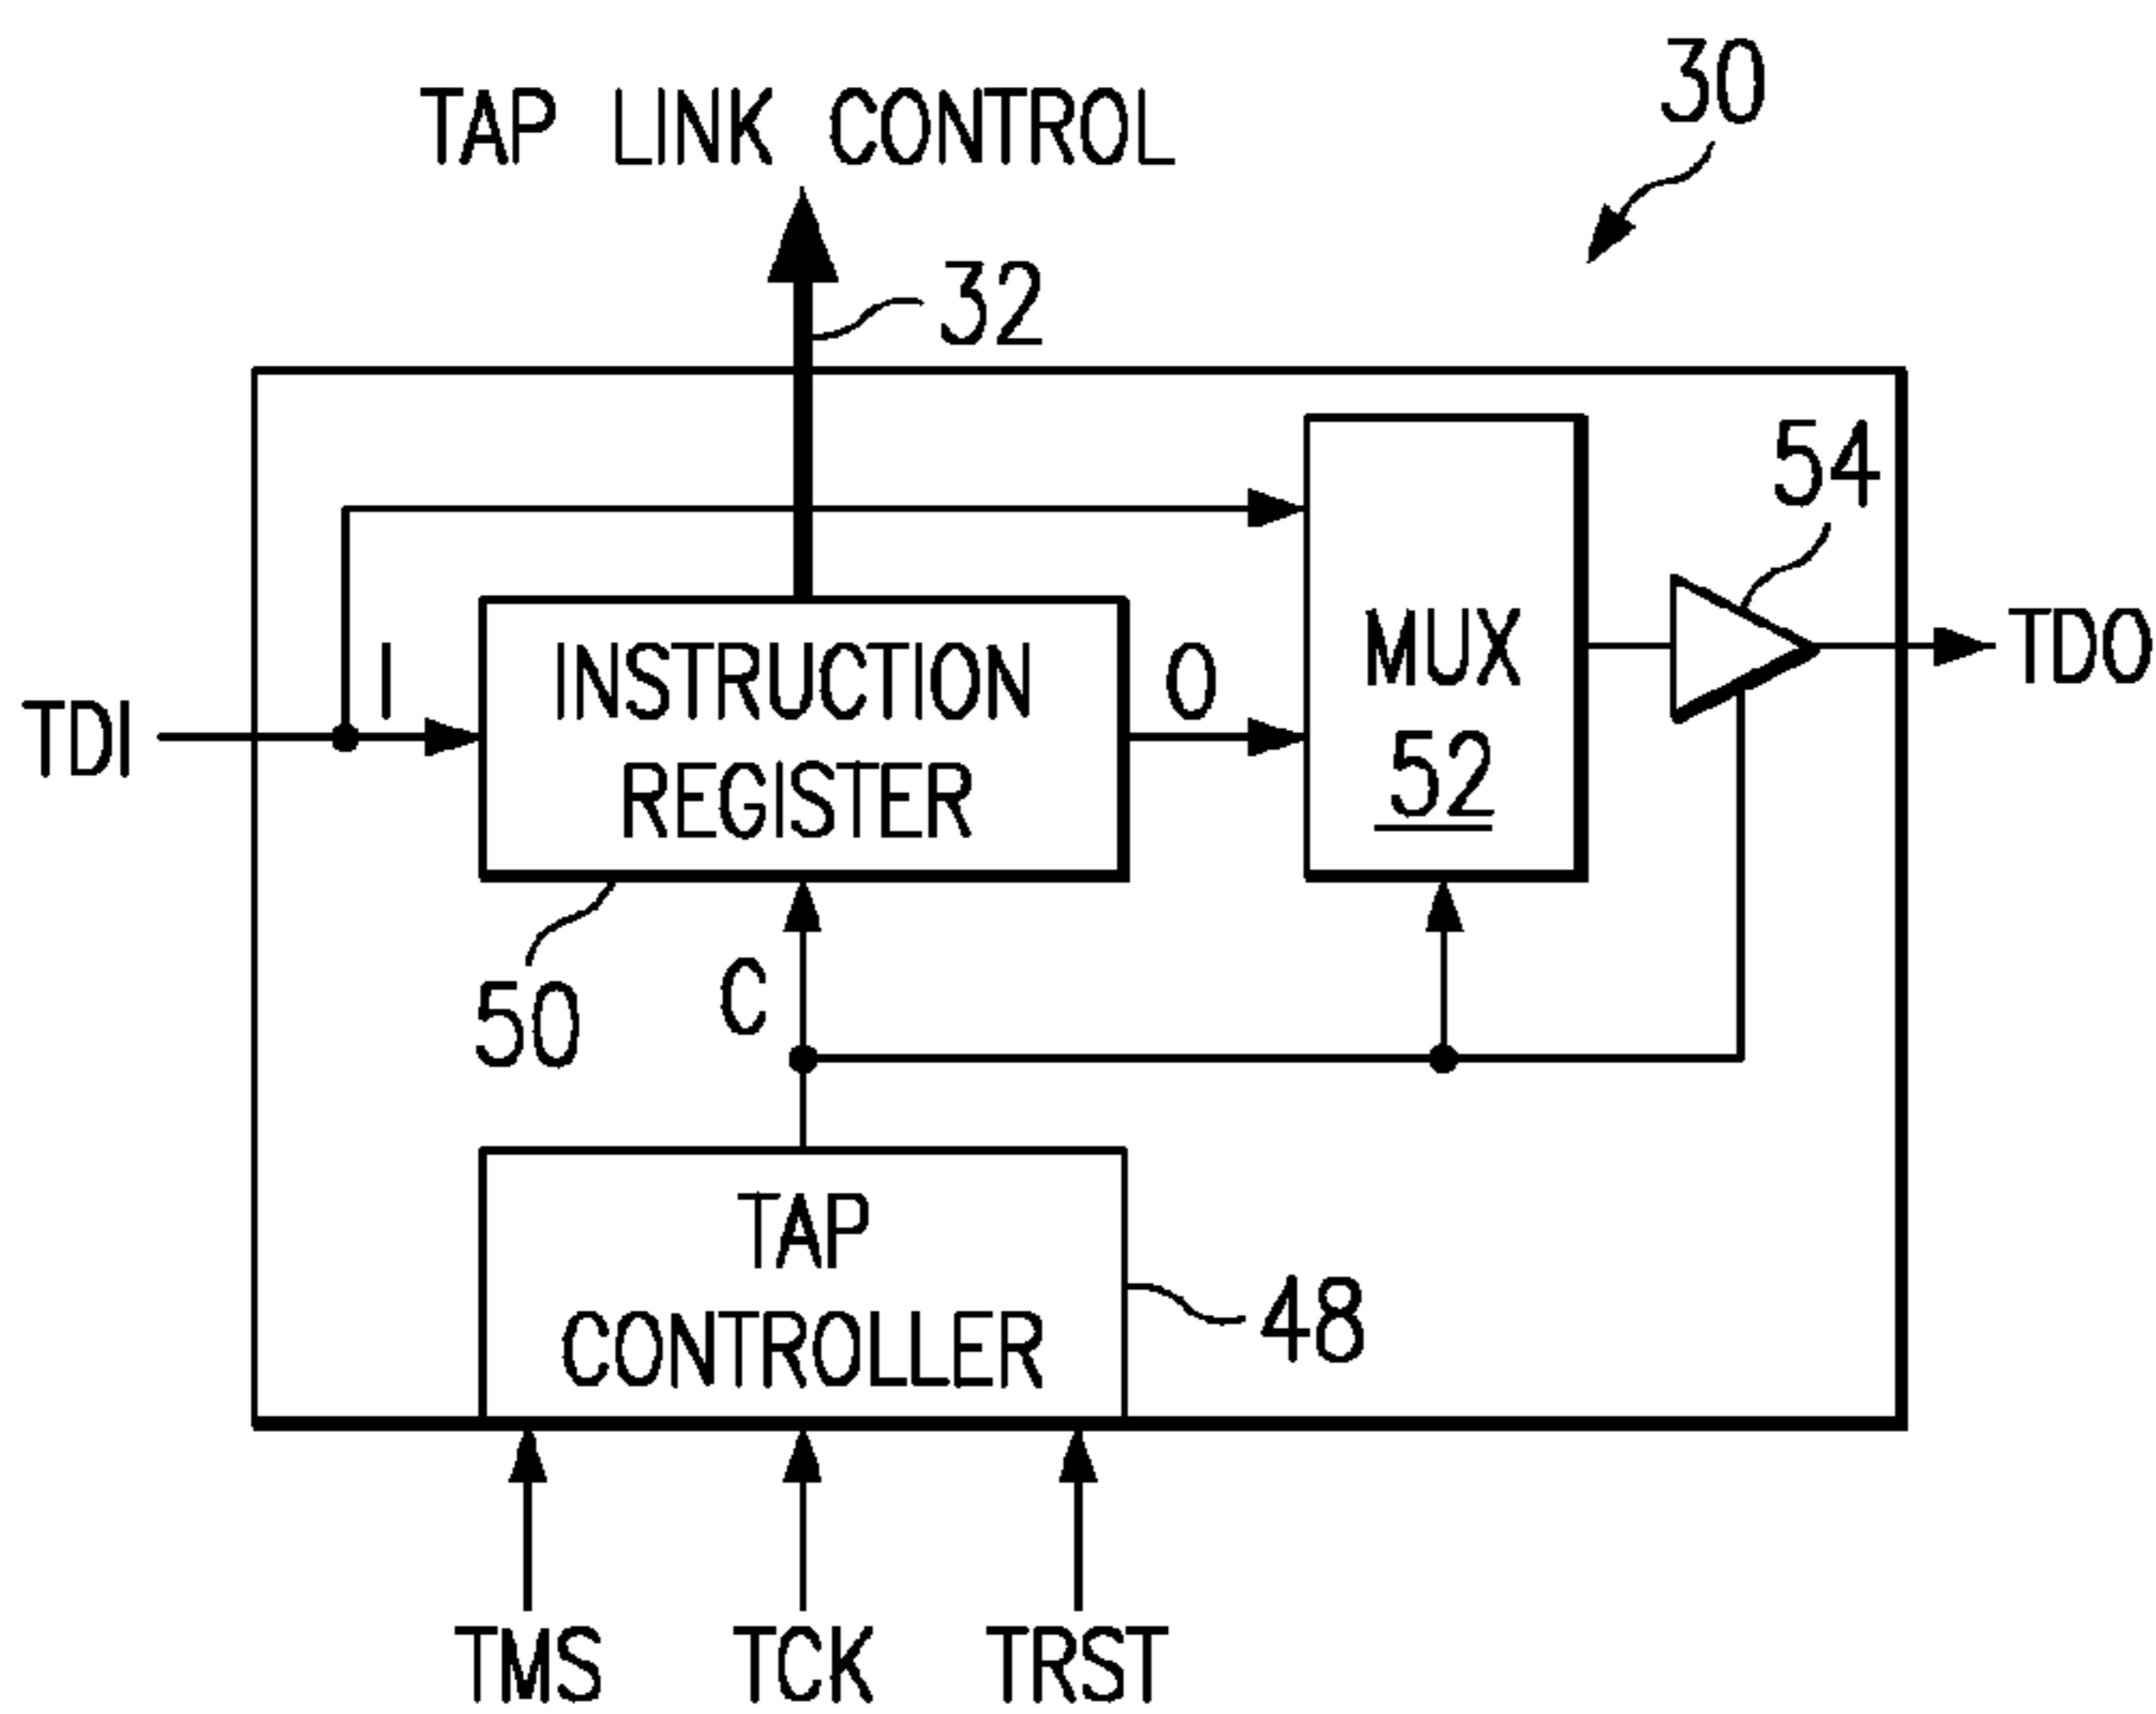 30
TAP LINK CONTROL
32
54
I
INSTRUCTION
REGISTER
O
MUX
52
TDI
TDO
50
C
TAP
CONTROLLER
48
TMS
TCK
TRST